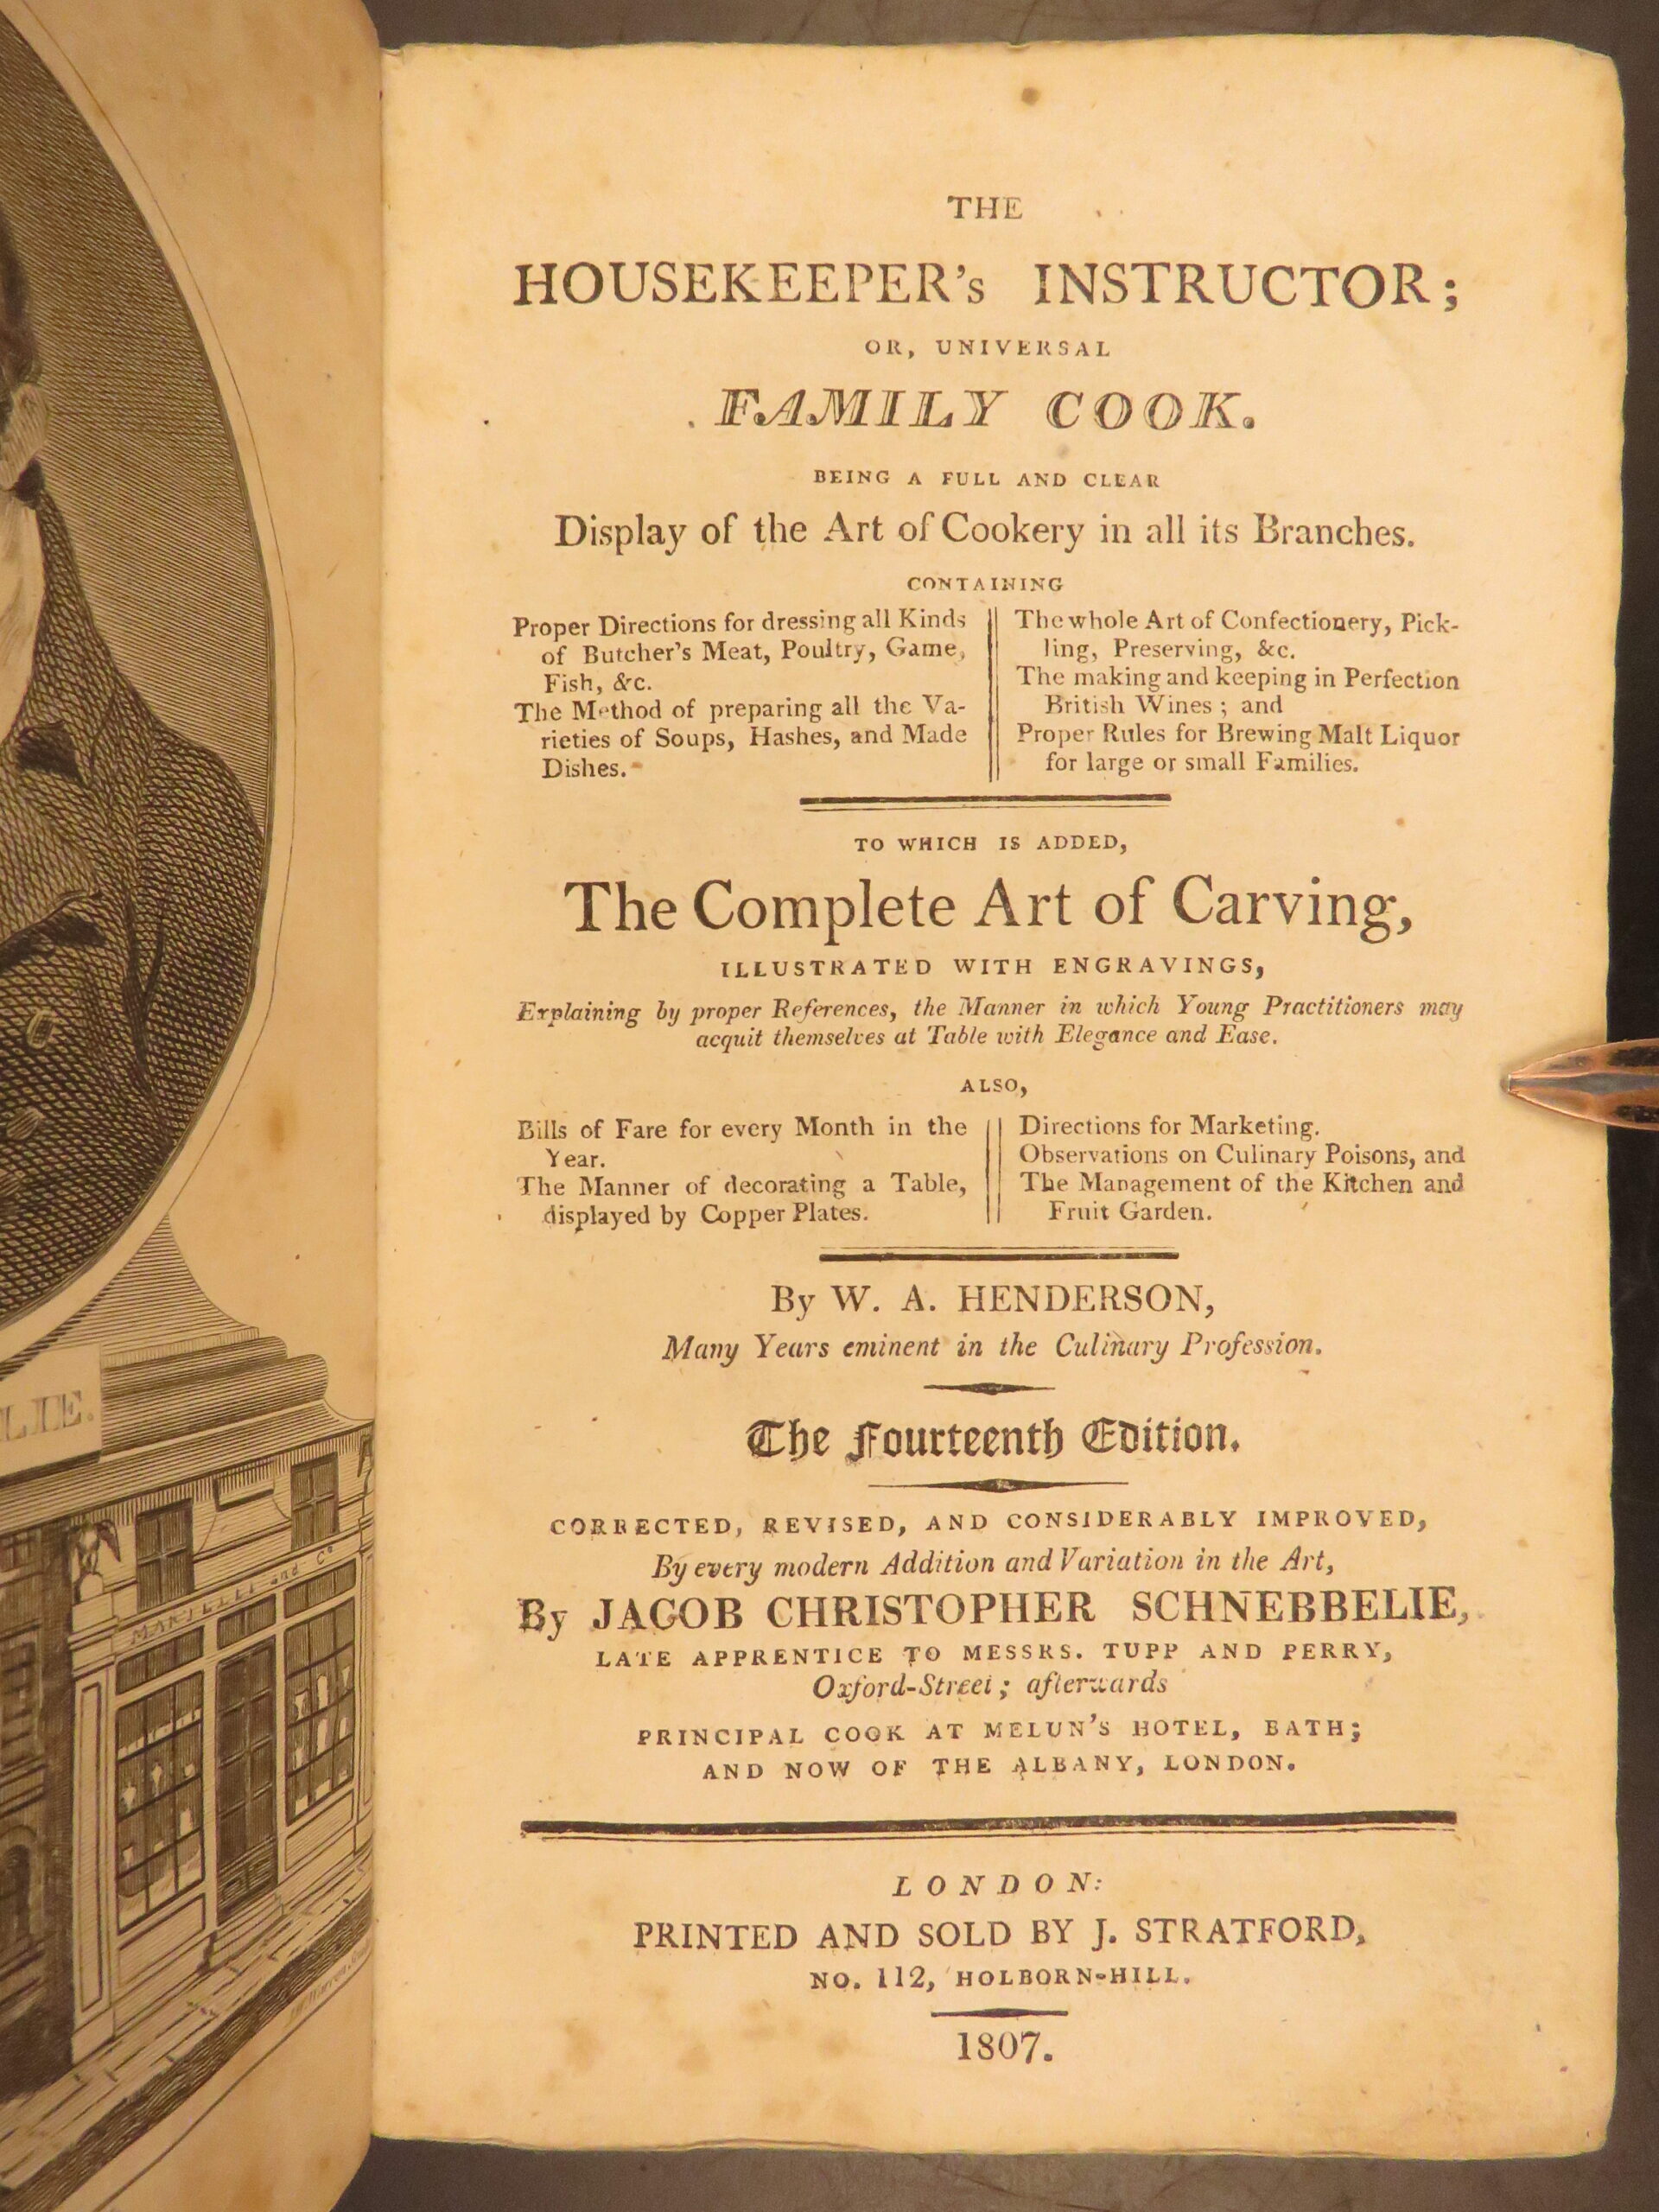 THE
HOUSEKEEPER's INSTRUCTOR;
OR, UNIVERSAL
FAMILY COOK.
BEING A FULL AND CLEAR
Display of the Art of Cookery in all its Branches.
CONTAINING
Proper Directions for dressing all Kinds
of Butcher's Meat, Poultry, Game,
Fish, &c.
The Method of preparing all the Va-
rieties of Soups, Hashes, and Made
Dishes.
The whole Art of Confectionery, Pick-
ling, Preserving, &c.
The making and keeping in Perfection
British Wines; and
Proper Rules for Brewing Malt Liquor
for large or small Families.
TO WHICH IS ADDED,
The Complete Art of Carving,
ILLUSTRATED WITH ENGRAVINGS,
Explaining by proper References, the Manner in which Young Practitioners may
acquit themselves at Table with Elegance and Ease.
ALSO,
Bills of Fare for every Month in the
Year.
The Manner of decorating a Table,
displayed by Copper Plates.
Directions for Marketing.
Observations on Culinary Poisons, and
The Management of the Kitchen and
Fruit Garden.
By W. A. HENDERSON,
Many Years eminent in the Culinary Profession.
The Fourteenth Edition.
CORRECTED, REVISED, AND CONSIDERABLY IMPROVED,
By every modern Addition and Variation in the Art,
By JACOB CHRISTOPHER SCHNEBBELIE,
LATE APPRENTICE TO MESSRS. TUPP AND PERRY,
Oxford-Street; afterwards
PRINCIPAL COOK AT MELUN'S HOTEL, BATH;
AND NOW OF THE ALBANY, LONDON.
LONDON:
PRINTED AND SOLD BY J. STRATFORD,
NO. 112, HOLBORN-HILL.
1807.
LIE.
and Co